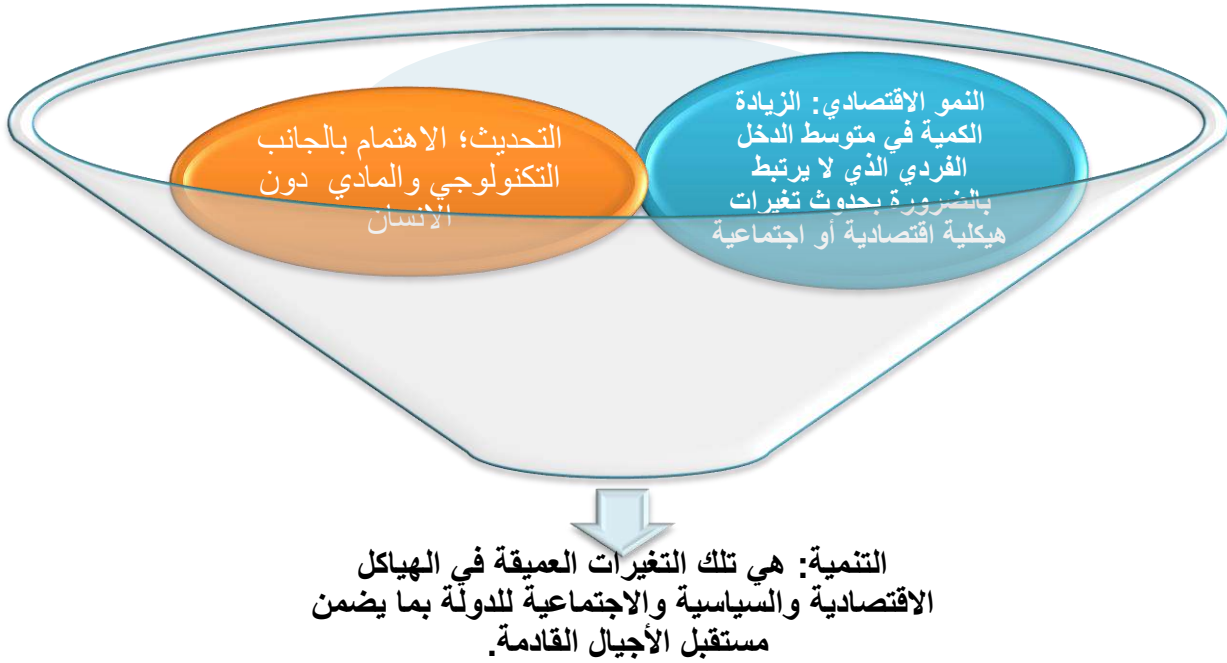 النمو الاقتصادي: الزيادة
الكمية في متوسط الدخل
الفردي الذي لا يرتبط
بالضرورة بحدوث تغيرات
هيكلية اقتصادية أو اجتماعية
التحديث؛ الاهتمام بالجانب
التكنولوجي والمادي دون
الانسان
التنمية: هي تلك التغيرات العميقة في الهياكل
الاقتصادية والسياسية والاجتماعية للدولة بما يضمن
مستقبل الأجيال القادمة.